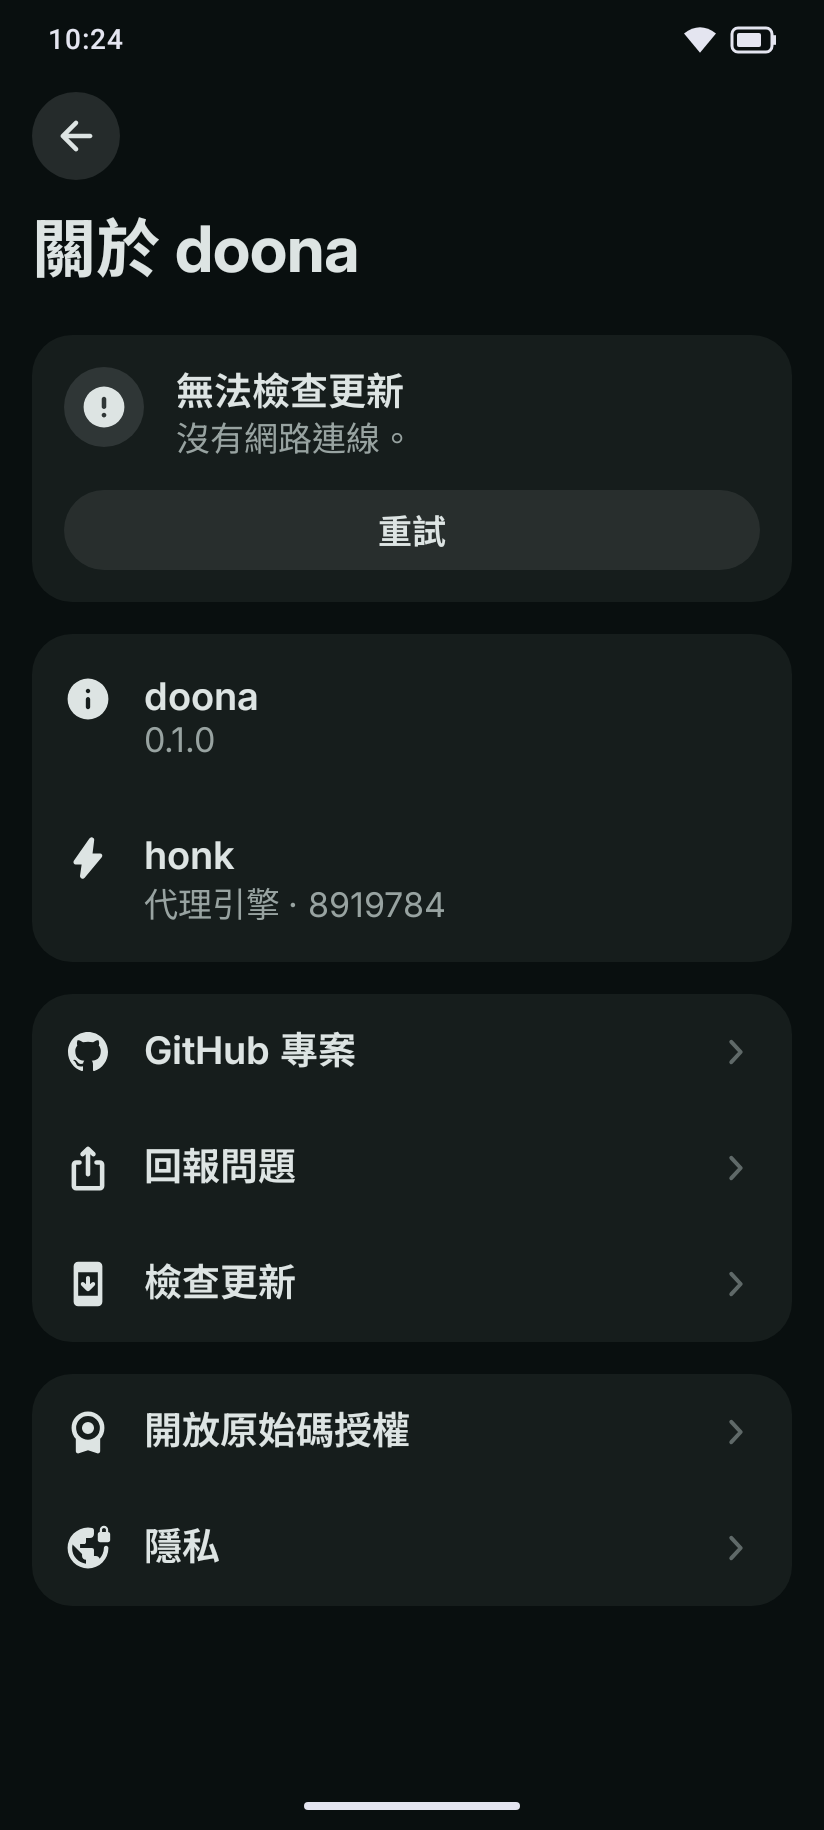 10:24
關於 doona
無法檢查更新
沒有網路連線。
重試
doona
0.1.0
honk
代理引擎 · 8919784
GitHub 專案
回報問題
檢查更新
開放原始碼授權
隱私